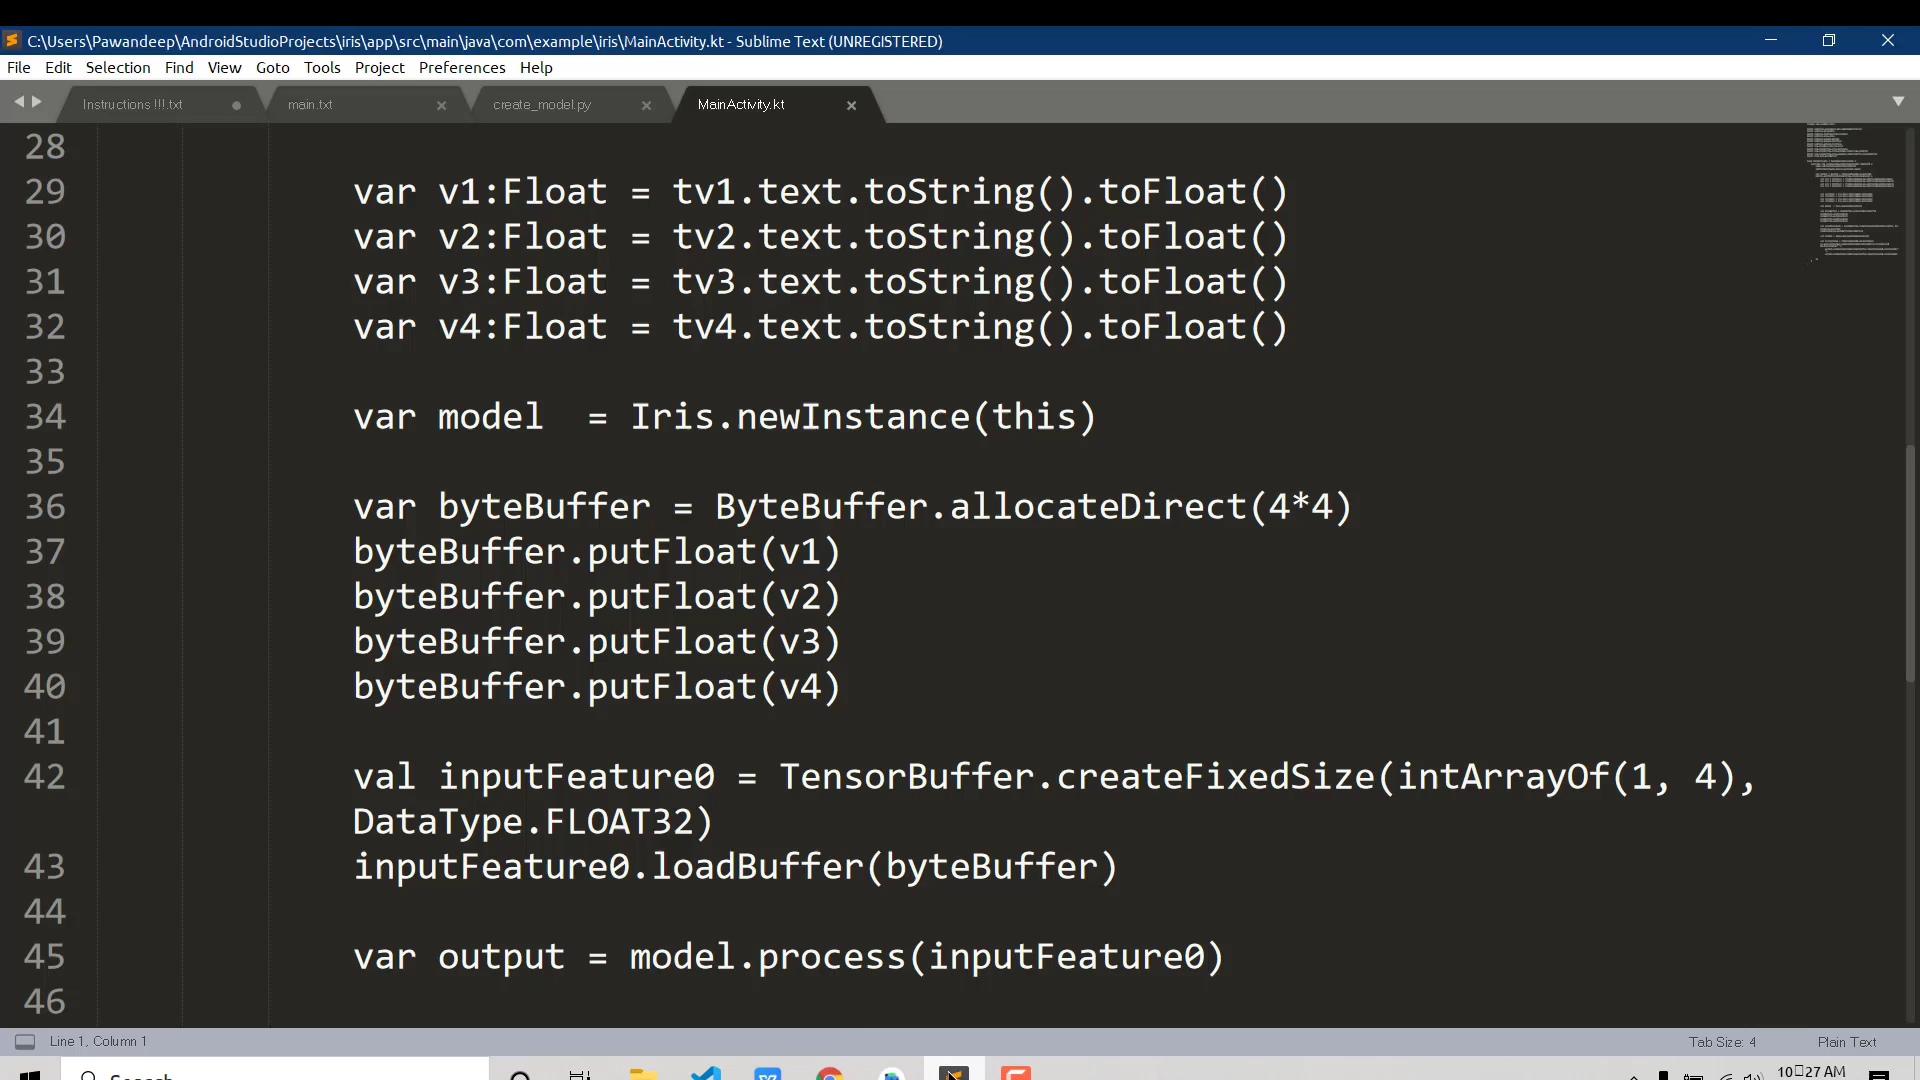 C:\Users\Pawandeep\AndroidStudioProjects\iris\app\src\main\java\com\example\iris\MainActivity.kt - Sublime Text (UNREGISTERED)
File Edit Selection Find View Goto Tools Project Preferences Help
Instructions !!!.txt main.txt create_model.py MainActivity.kt
28
29 var v1:Float = tv1.text.toString().toFloat()
30 var v2:Float = tv2.text.toString().toFloat()
31 var v3:Float = tv3.text.toString().toFloat()
32 var v4:Float = tv4.text.toString().toFloat()
33
34 var model  = Iris.newInstance(this)
35
36 var byteBuffer = ByteBuffer.allocateDirect(4*4)
37 byteBuffer.putFloat(v1)
38 byteBuffer.putFloat(v2)
39 byteBuffer.putFloat(v3)
40 byteBuffer.putFloat(v4)
41
42 val inputFeature0 = TensorBuffer.createFixedSize(intArrayOf(1, 4),
DataType.FLOAT32)
43 inputFeature0.loadBuffer(byteBuffer)
44
45 var output = model.process(inputFeature0)
46
Line 1, Column 1 Tab Size: 4 Plain Text
Search 10:27 AM